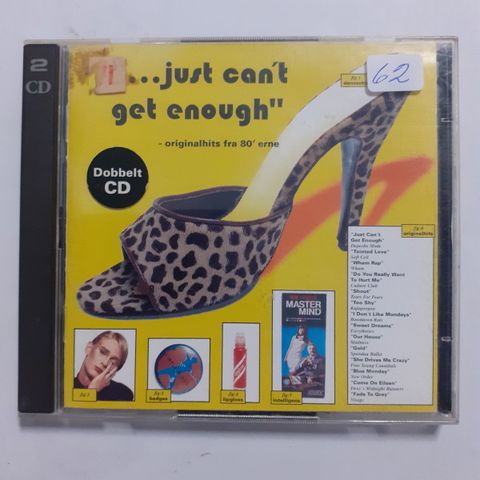 2
CD
...just can't
get enough"
- originalhits fra 80'erne
62
Dobbelt
CD
MASTER
MIND
badges
lipgloss
intelligens
originalhits
"Just Can't
Get Enough"
Depeche Mode
"Tainted Love"
Soft Cell
"Wham Rap"
Wham
"Do You Really Want
To Hurt Me"
Culture Club
"Shout"
Tears For Fears
"Too Shy"
Kajagoogoo
"I Don't Like Mondays"
Boomtown Rats
"Sweet Dreams"
Eurythmics
"Our House"
Madness
"Gold"
Spandau Ballet
"She Drives Me Crazy"
Fine Young Cannibals
"Blue Monday"
New Order
"Come On Eileen"
Dexy's Midnight Runners
"Fade To Grey"
Visage